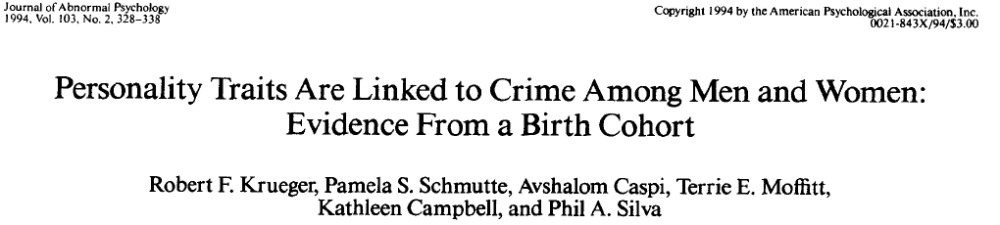 Journal of Abnormal Psychology
1994, Vol. 103, No. 2, 328–338
Copyright 1994 by the American Psychological Association, Inc.
0021-843X/94/$3.00
Personality Traits Are Linked to Crime Among Men and Women:
Evidence From a Birth Cohort
Robert F. Krueger, Pamela S. Schmutte, Avshalom Caspi, Terrie E. Moffitt,
Kathleen Campbell, and Phil A. Silva